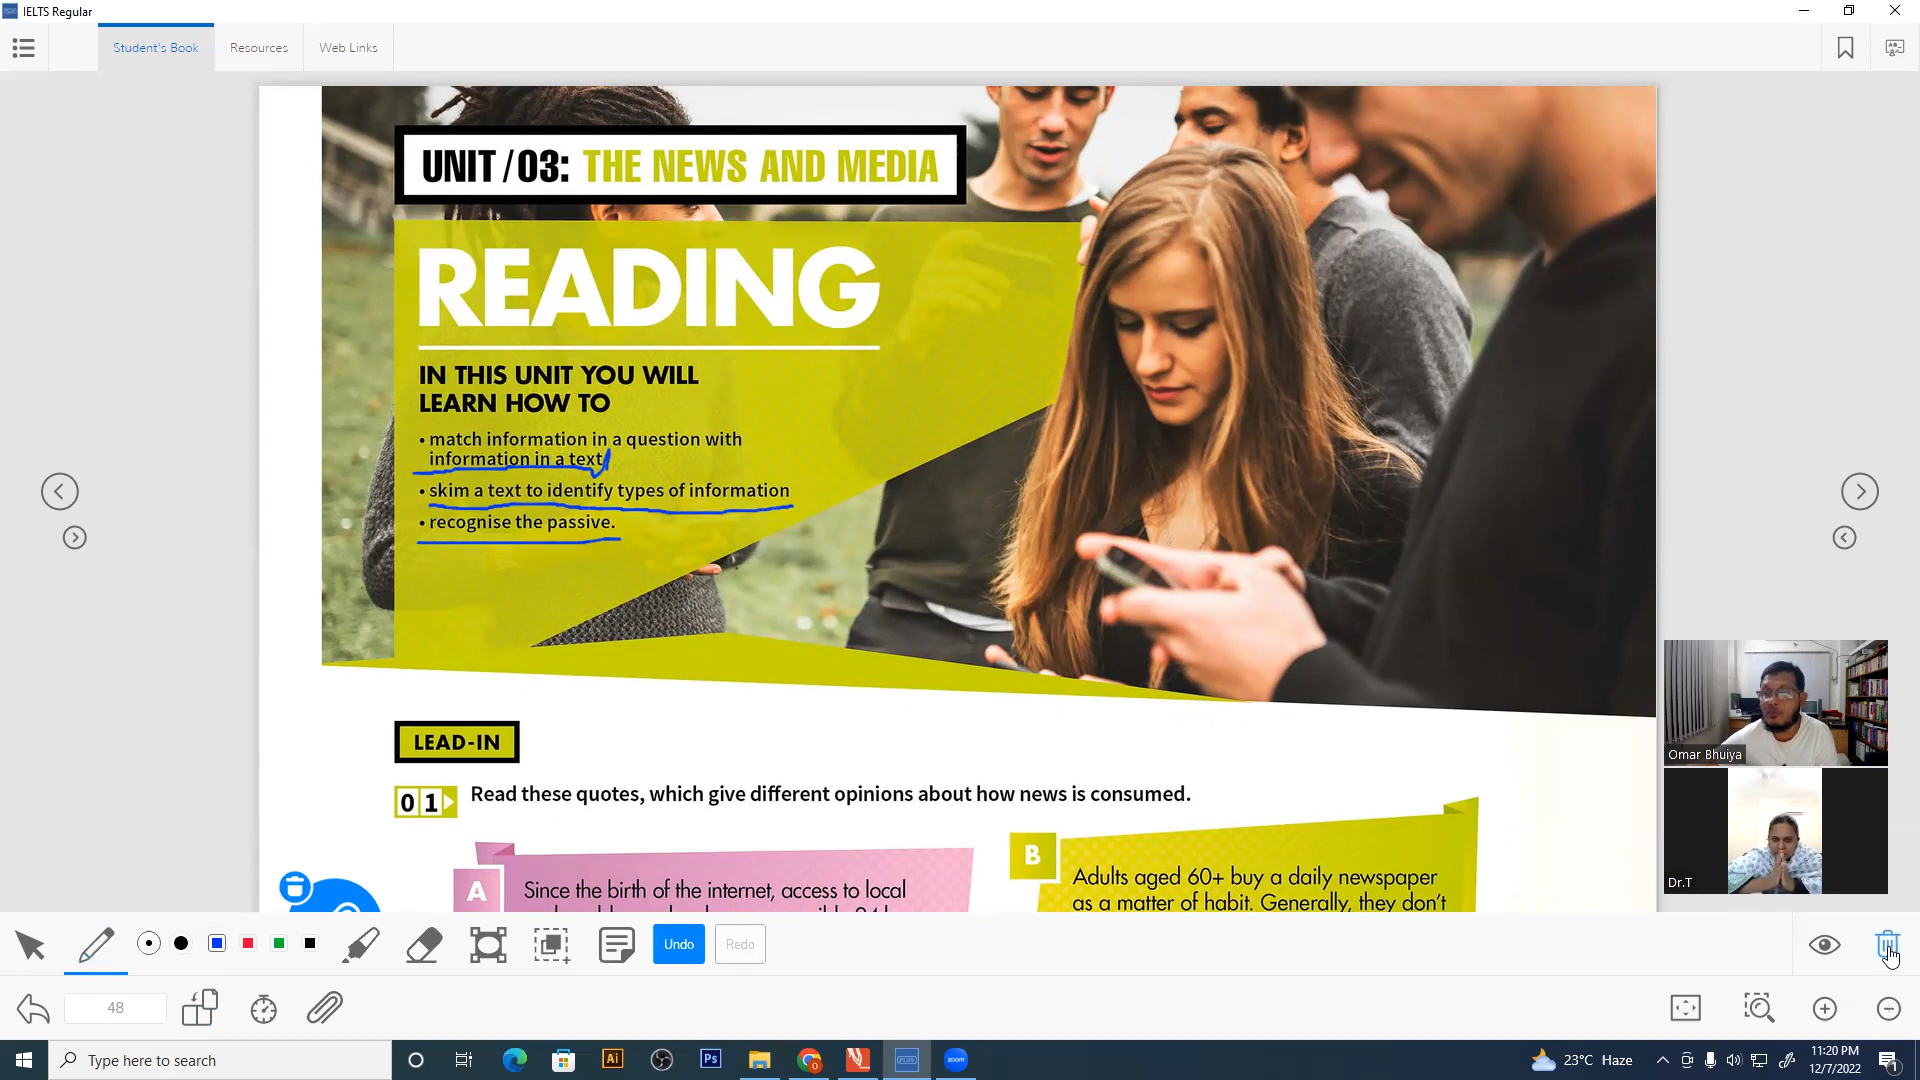 IELTS Regular
Student's Book
Resources
Web Links
UNIT/03: THE NEWS AND MEDIA
READING
IN THIS UNIT YOU WILL
LEARN HOW TO
• match information in a question with
information in a text
• skim a text to identify types of information
• recognise the passive.
LEAD-IN
01
Read these quotes, which give different opinions about how news is consumed.
A
Since the birth of the internet, access to local
B
Adults aged 60+ buy a daily newspaper
as a matter of habit. Generally, they don't
Omar Bhuiya
Dr.T
Undo
Redo
48
Type here to search
Ai
Ps
zoom
23°C Haze
11:20 PM
12/7/2022
1